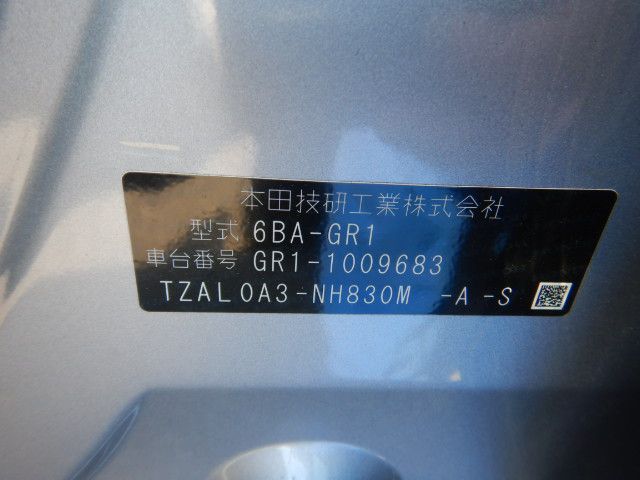 本田技研工業株式会社
型式 6BA-GR1
車台番号 GR1-1009683
TZAL0A3-NH830M -A -S